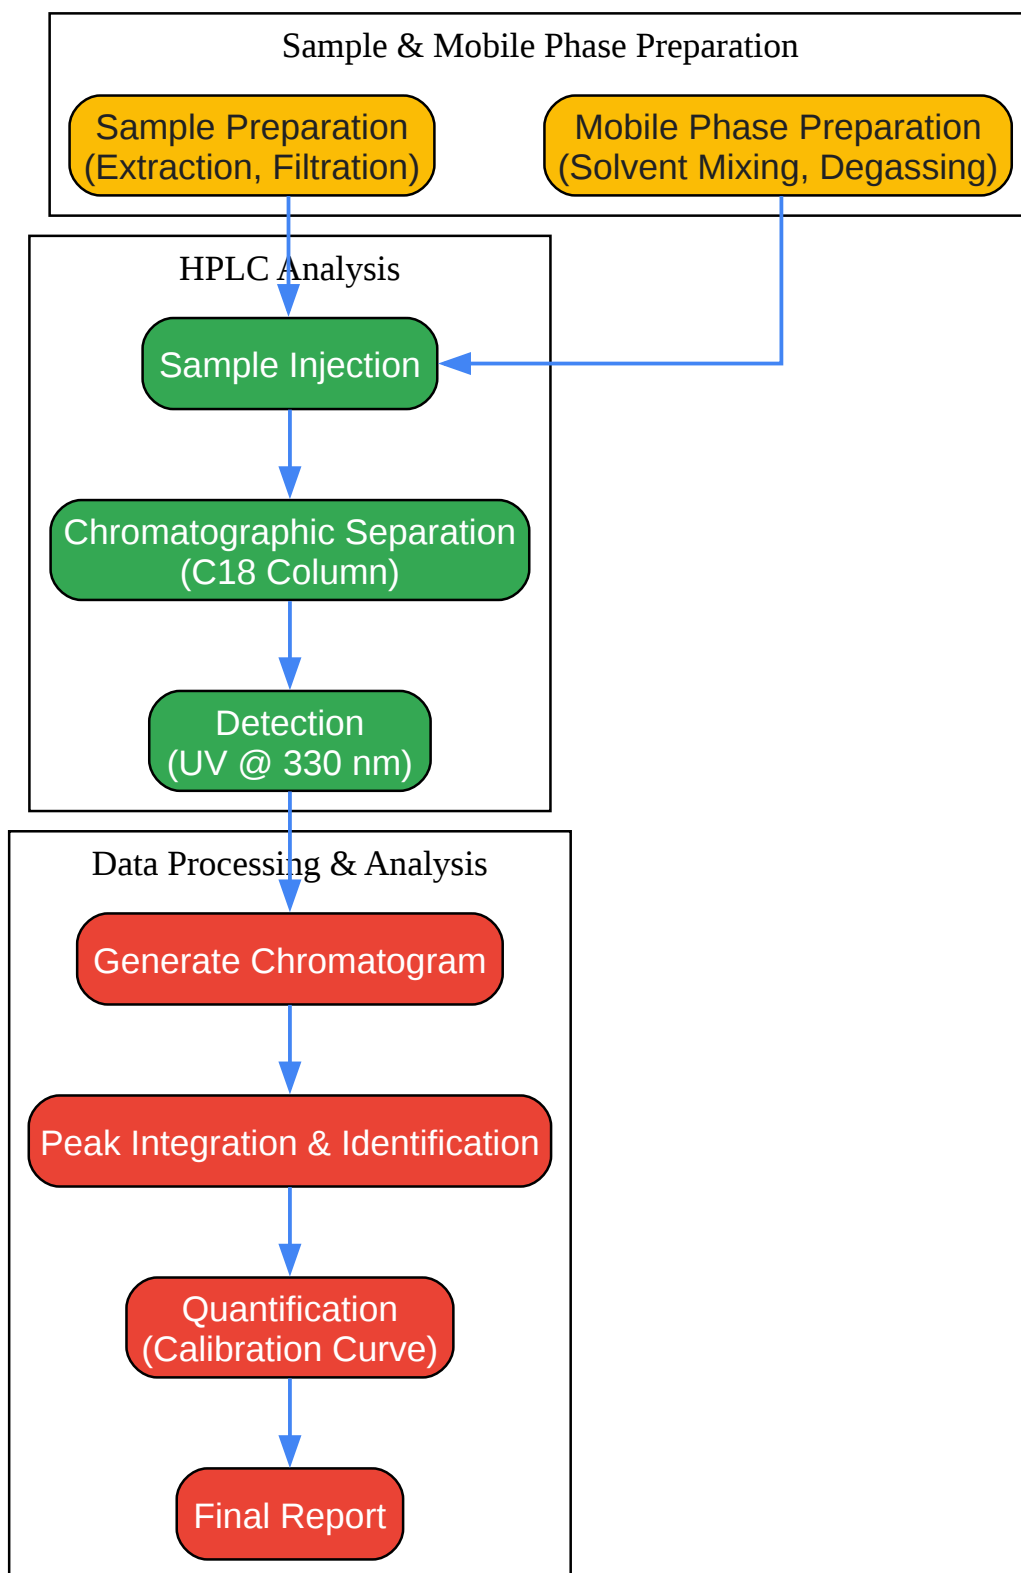 Sample & Mobile Phase Preparation
Sample Preparation
(Extraction, Filtration)
Mobile Phase Preparation
(Solvent Mixing, Degassing)
HPLC Analysis
Sample Injection
Chromatographic Separation
(C18 Column)
Detection
(UV @ 330 nm)
Data Processing & Analysis
Generate Chromatogram
Peak Integration & Identification
Quantification
(Calibration Curve)
Final Report